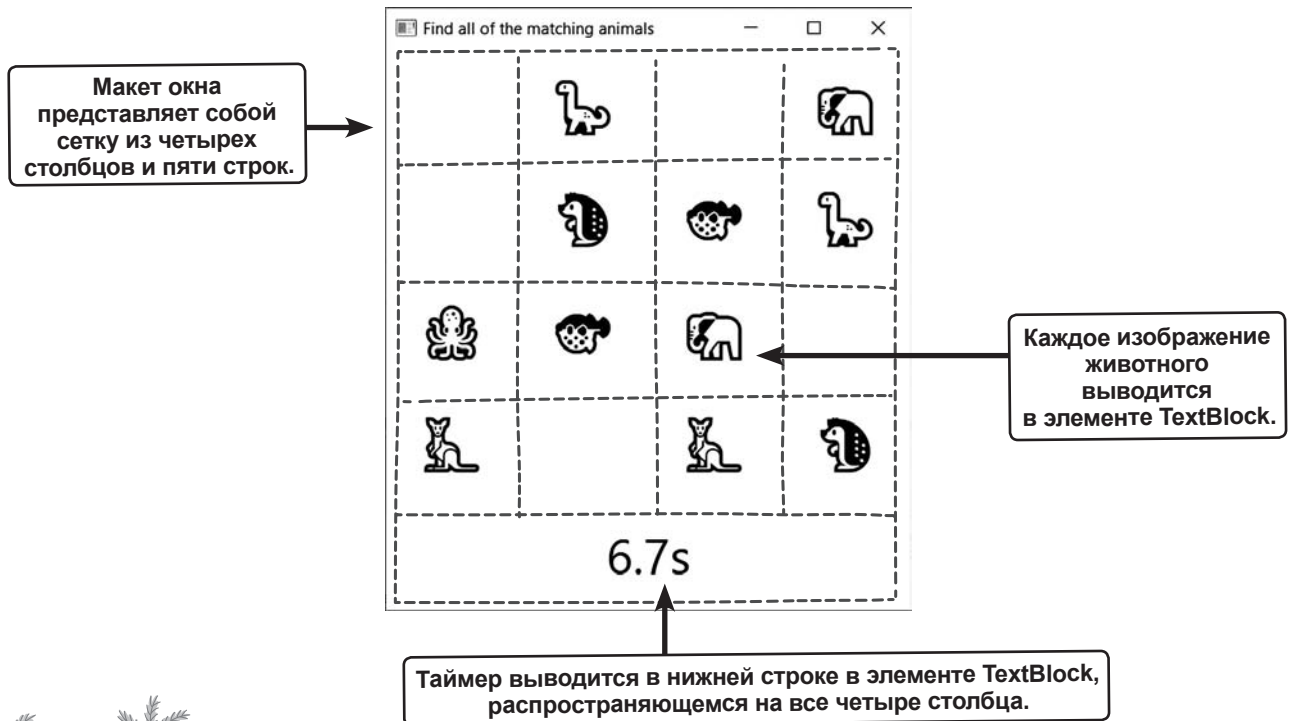 Find all of the matching animals
Макет окна
представляет собой
сетку из четырех
столбцов и пяти строк.
Каждое изображение
животного
выводится
в элементе TextBlock.
6.7s
Таймер выводится в нижней строке в элементе TextBlock,
распространяющемся на все четыре столбца.